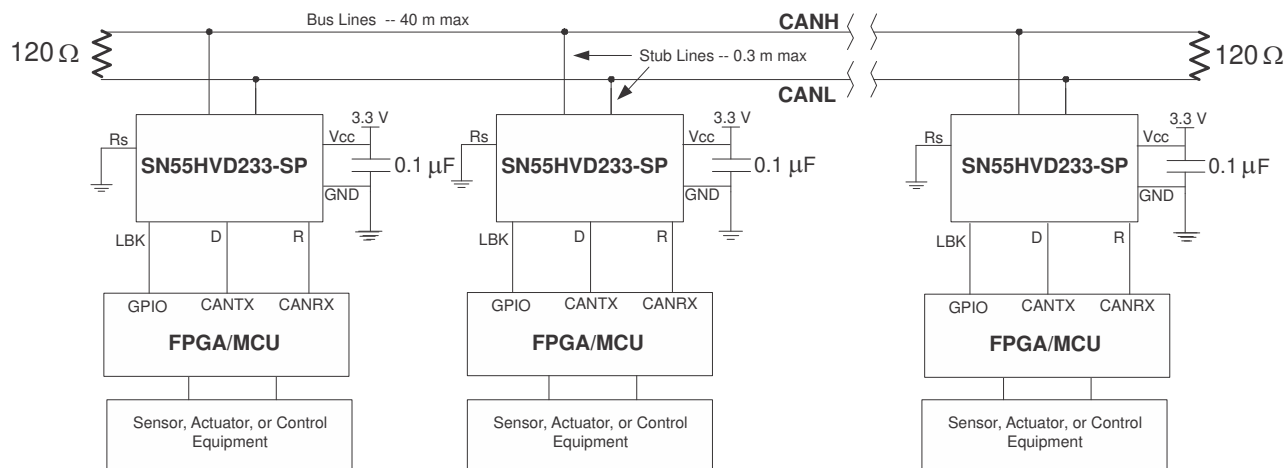 Bus Lines -- 40 m max
CANH
120 Ω
Stub Lines -- 0.3 m max
120 Ω
CANL
3.3 V
3.3 V
3.3 V
Rs
Vcc
Rs
Vcc
Rs
Vcc
SN55HVD233-SP
0.1 µF
SN55HVD233-SP
0.1 µF
SN55HVD233-SP
0.1 µF
GND
GND
GND
LBK
D
R
LBK
D
R
LBK
D
R
GPIO
CANTX
CANRX
GPIO
CANTX
CANRX
GPIO
CANTX
CANRX
FPGA/MCU
FPGA/MCU
FPGA/MCU
Sensor, Actuator, or Control
Equipment
Sensor, Actuator, or Control
Equipment
Sensor, Actuator, or Control
Equipment